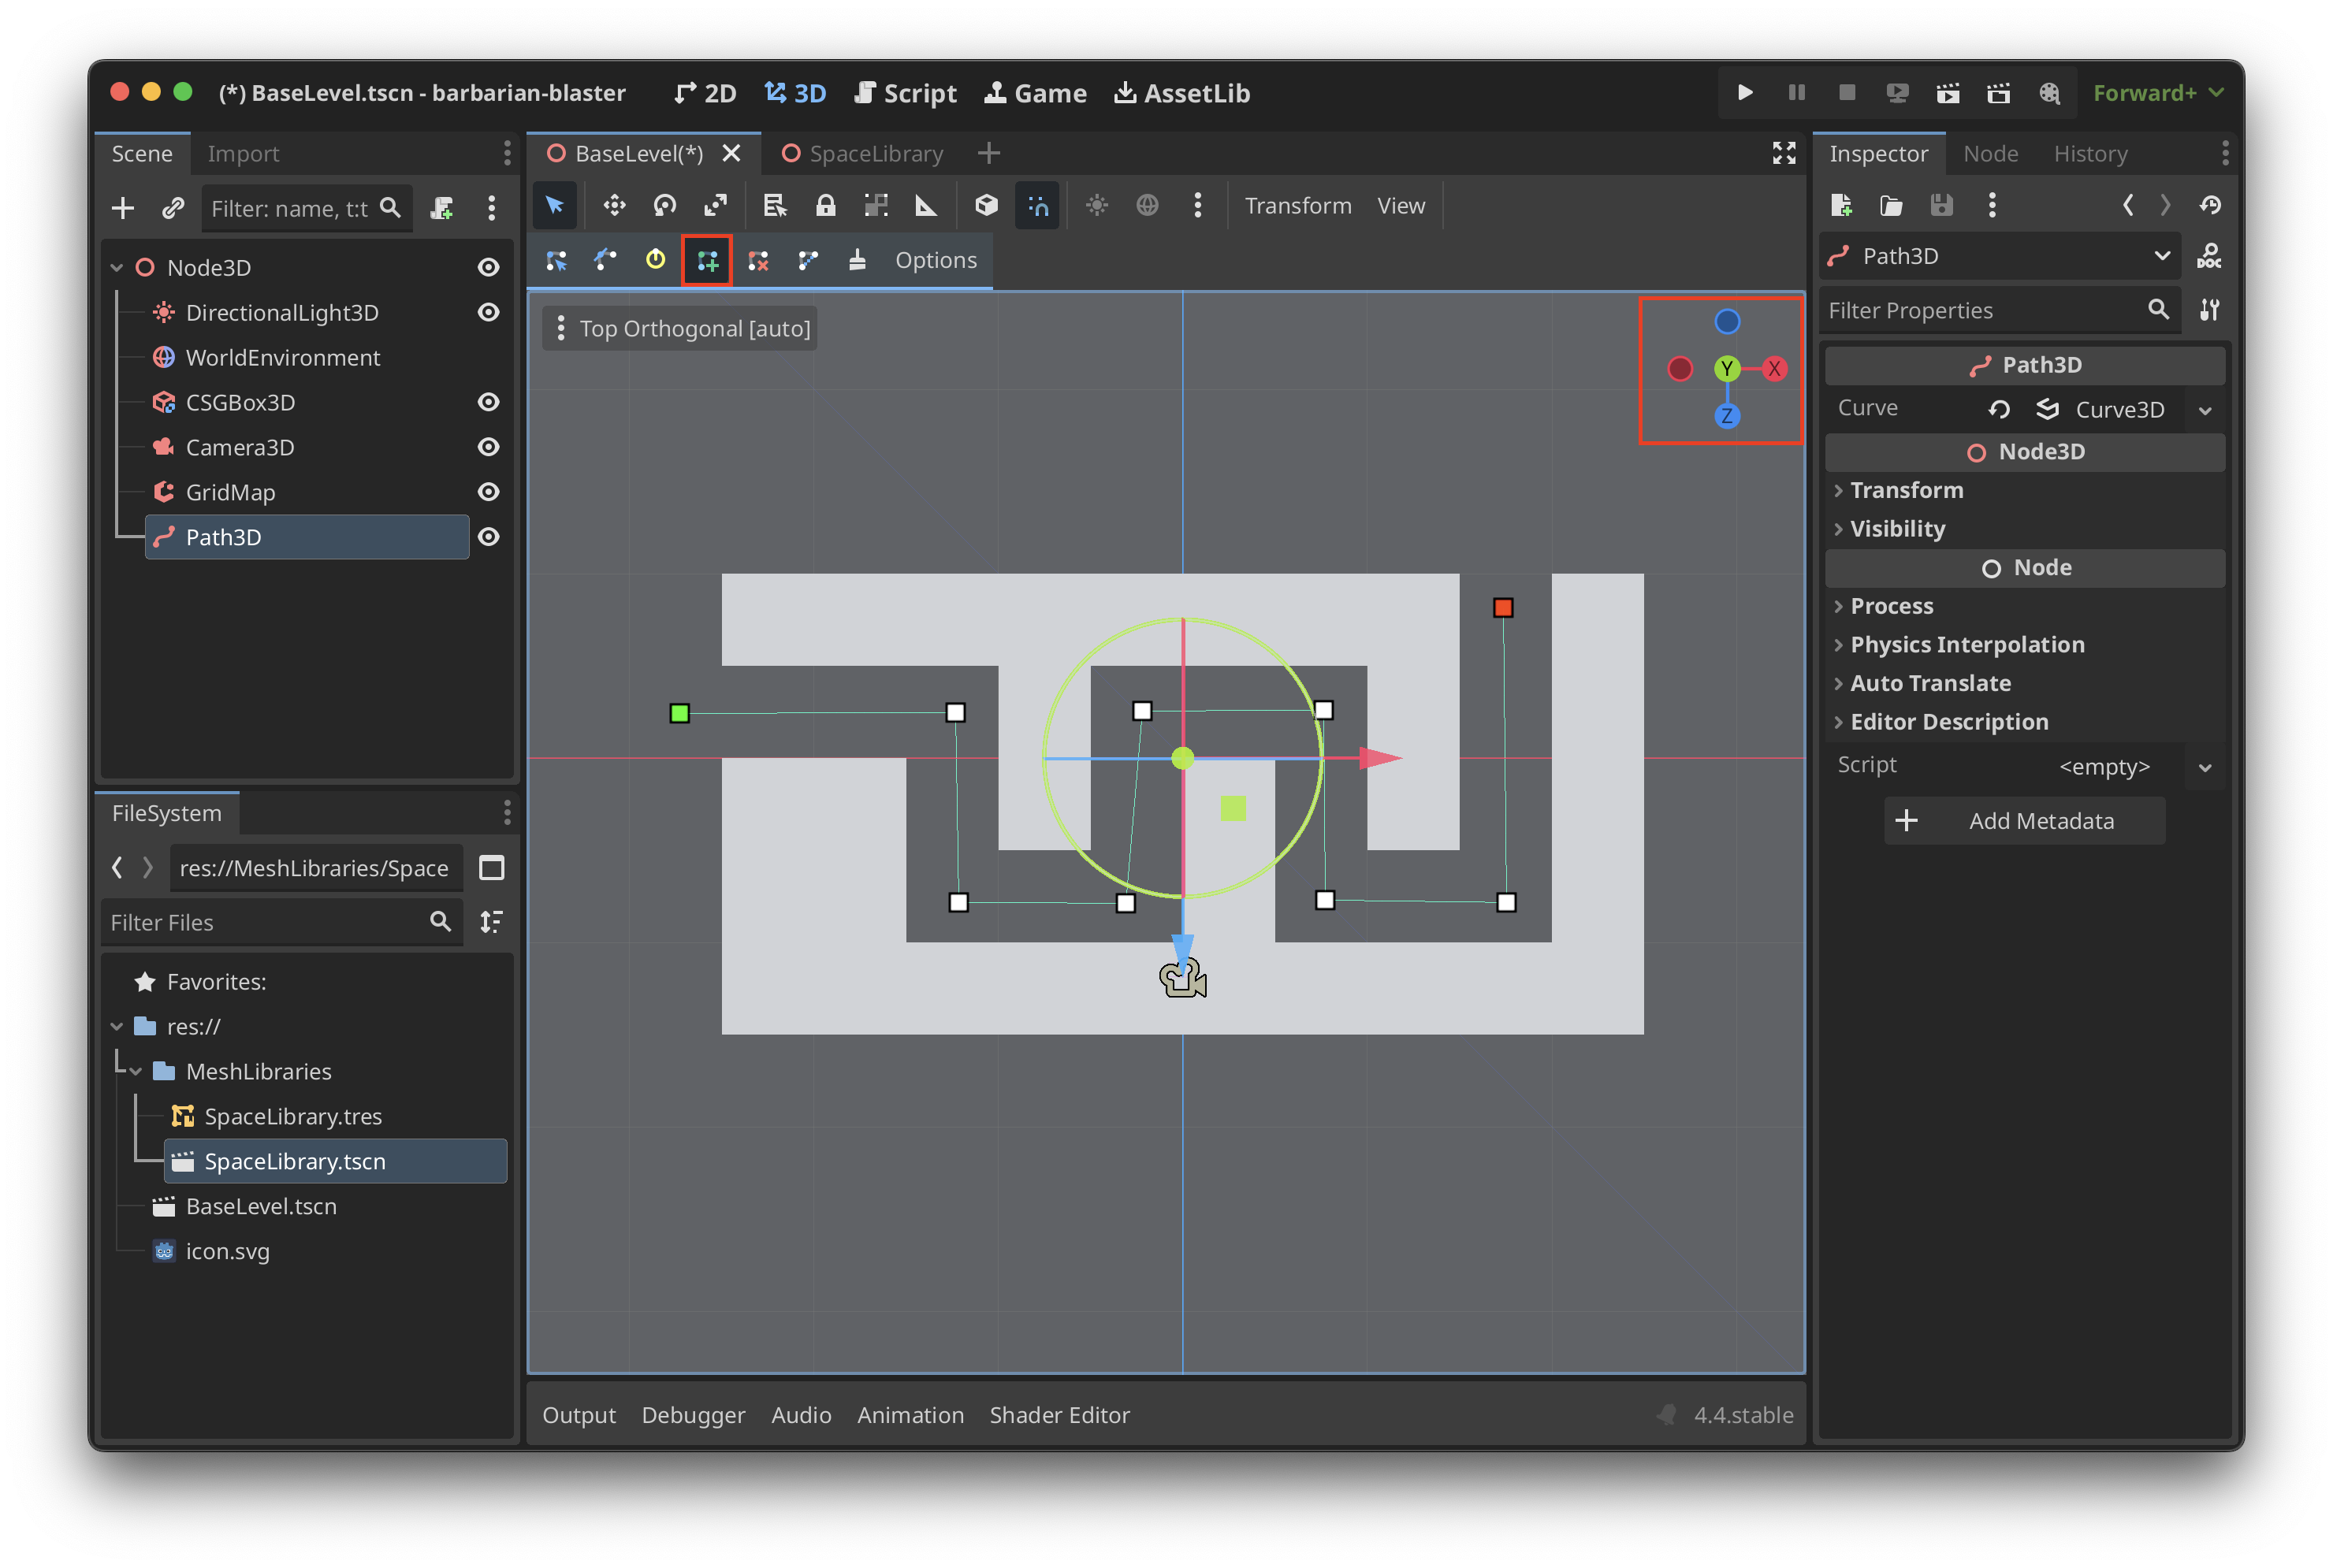 (*) BaseLevel.tscn - barbarian-blaster
2D
3D
Script
Game
AssetLib
Forward+
Scene
Import
Filter: name, t:t
Node3D
DirectionalLight3D
WorldEnvironment
CSGBox3D
Camera3D
GridMap
Path3D
FileSystem
res://MeshLibraries/Space
Filter Files
Favorites:
res://
MeshLibraries
SpaceLibrary.tres
SpaceLibrary.tscn
BaseLevel.tscn
icon.svg
BaseLevel(*)
SpaceLibrary
Transform
View
Options
Top Orthogonal [auto]
Y
X
Z
Output
Debugger
Audio
Animation
Shader Editor
4.4.stable
Inspector
Node
History
Path3D
DOC
Filter Properties
Path3D
Curve
Curve3D
Node3D
Transform
Visibility
Node
Process
Physics Interpolation
Auto Translate
Editor Description
Script
<empty>
Add Metadata